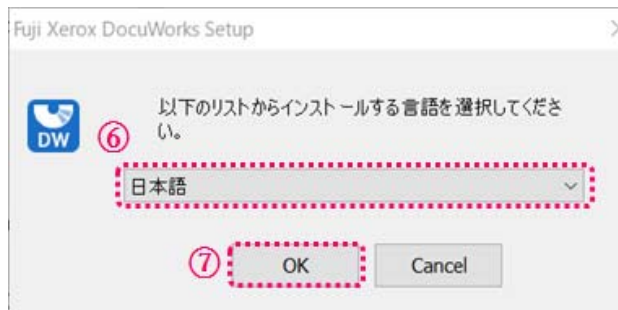 Fuji Xerox DocuWorks Setup
DW
以下のリストからインストールする言語を選択してくださ
い。
⑥
日本語
⑦
OK
Cancel